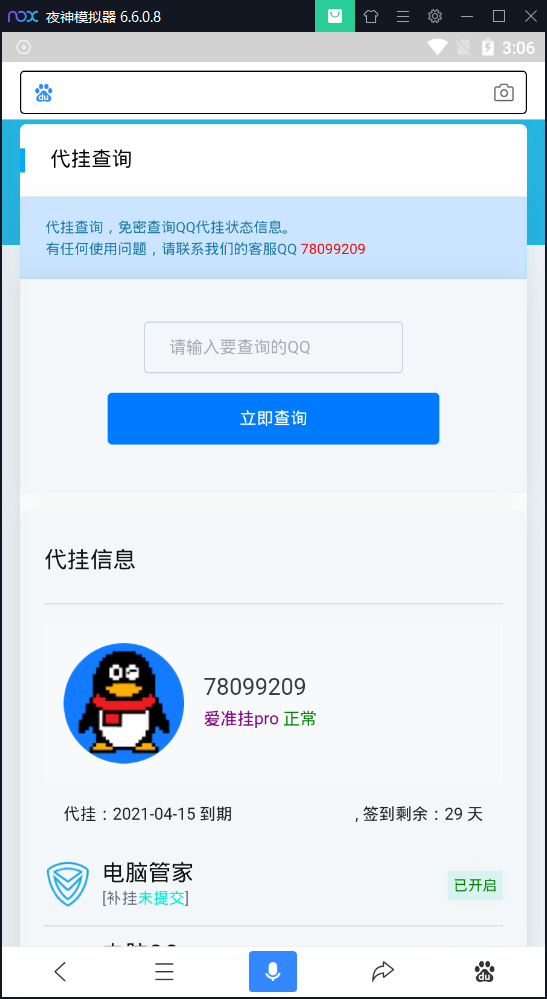 nox 夜神模拟器 6.6.0.8
3:06
du
代挂查询
代挂查询，免密查询QQ代挂状态信息。
有任何使用问题，请联系我们的客服QQ 78099209
请输入要查询的QQ
立即查询
代挂信息
78099209
爱准挂pro 正常
代挂：2021-04-15 到期
, 签到剩余：29 天
电脑管家
已开启
[补挂未提交]
du